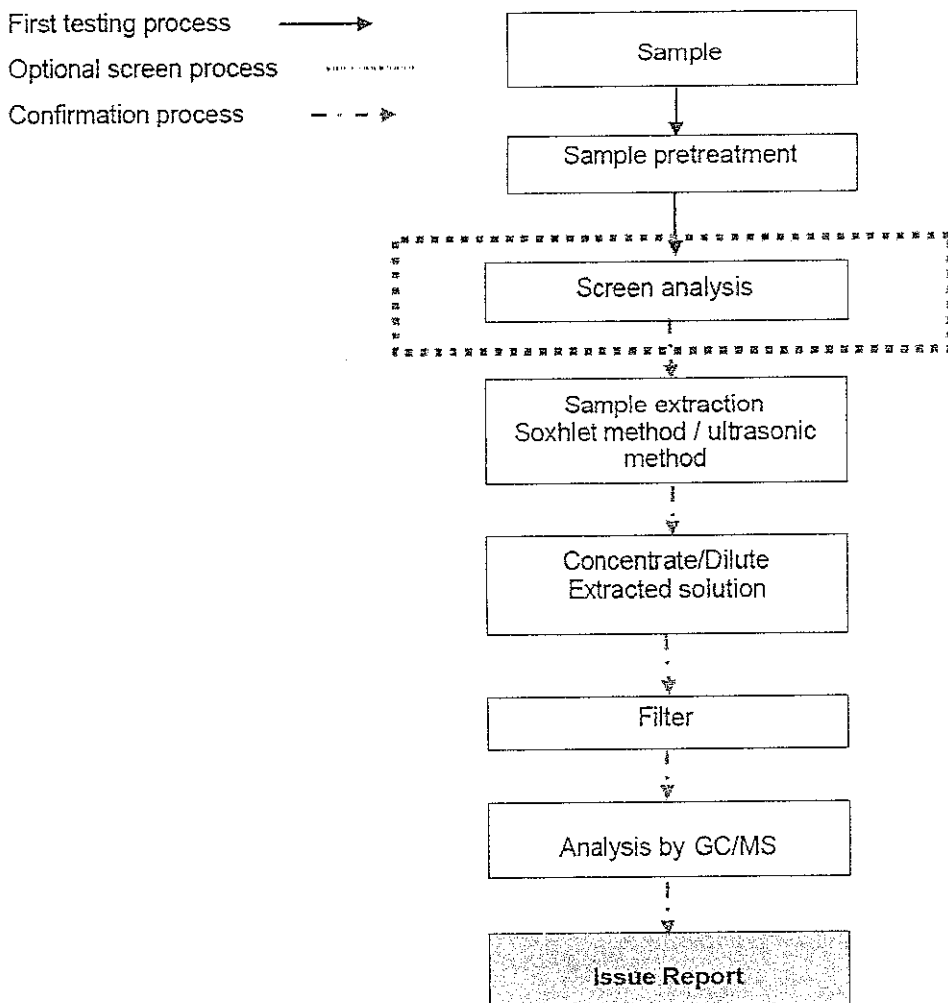 First testing process
Optional screen process
Confirmation process
Sample
Sample pretreatment
Screen analysis
Sample extraction
Soxhlet method / ultrasonic
method
Concentrate/Dilute
Extracted solution
Filter
Analysis by GC/MS
Issue Report